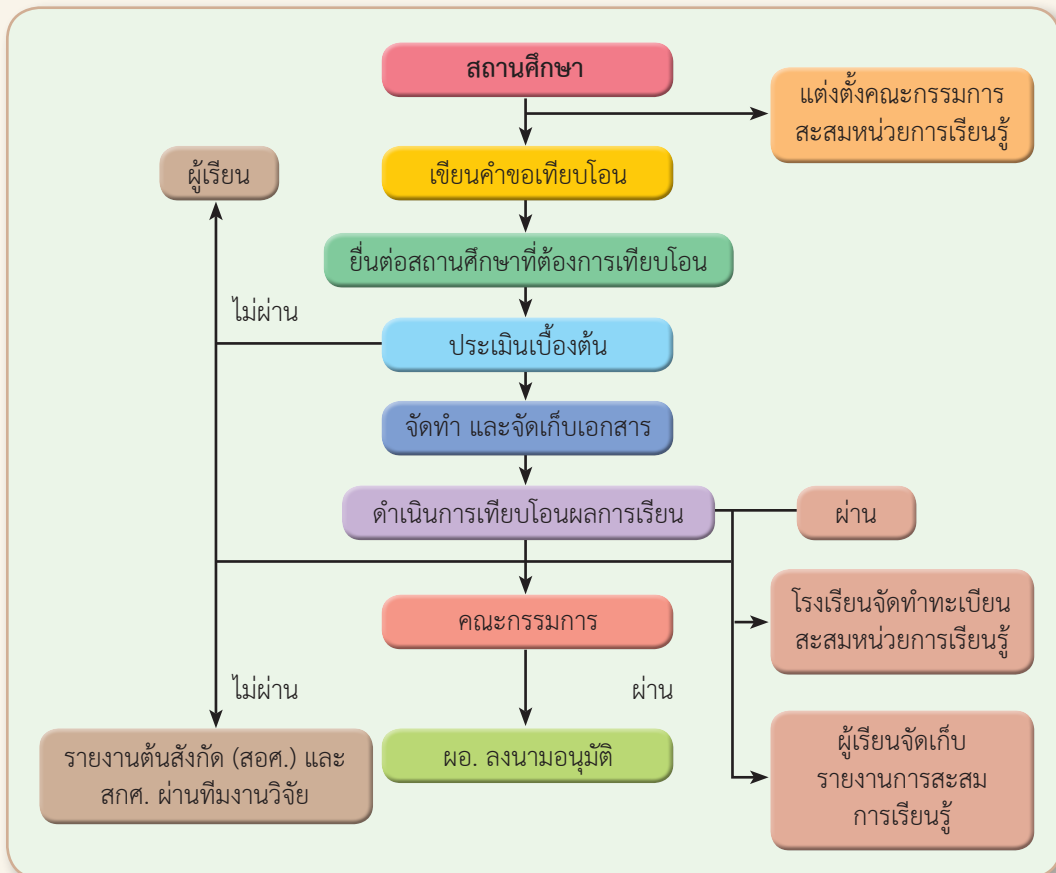 สถานศึกษา
แต่งตั้งคณะกรรมการ
สะสมหน่วยการเรียนรู้
ผู้เรียน
เขียนคำขอเทียบโอน
ยื่นต่อสถานศึกษาที่ต้องการเทียบโอน
ไม่ผ่าน
ประเมินเบื้องต้น
จัดทำ และจัดเก็บเอกสาร
ดำเนินการเทียบโอนผลการเรียน
ผ่าน
โรงเรียนจัดทำทะเบียน
สะสมหน่วยการเรียนรู้
คณะกรรมการ
ไม่ผ่าน
ผ่าน
รายงานต้นสังกัด (สอศ.) และ
สกศ. ผ่านทีมงานวิจัย
ผอ. ลงนามอนุมัติ
ผู้เรียนจัดเก็บ
รายงานการสะสม
การเรียนรู้